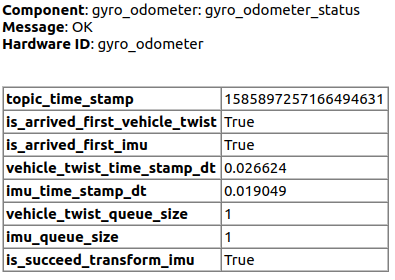 Component: gyro_odometer: gyro_odometer_status
Message: OK
Hardware ID: gyro_odometer
topic_time_stamp 1585897257166494631
is_arrived_first_vehicle_twist True
is_arrived_first_imu True
vehicle_twist_time_stamp_dt 0.026624
imu_time_stamp_dt 0.019049
vehicle_twist_queue_size 1
imu_queue_size 1
is_succeed_transform_imu True